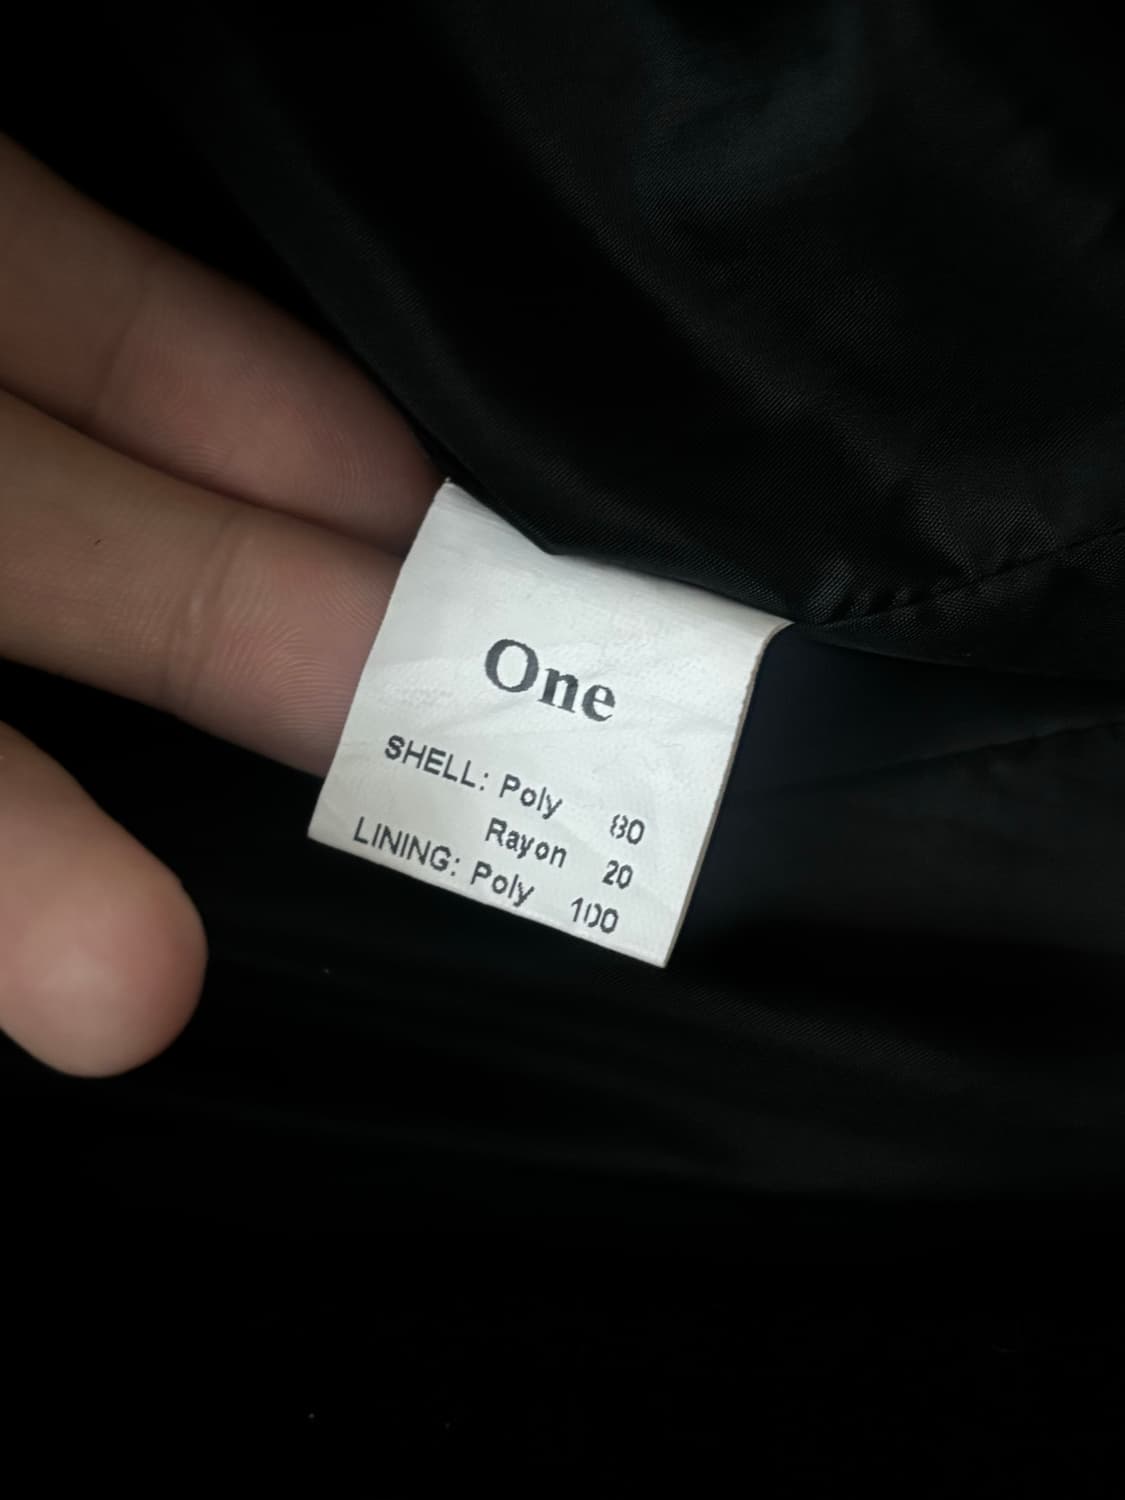 One
SHELL: Poly 80
Rayon 20
LINING: Poly 100